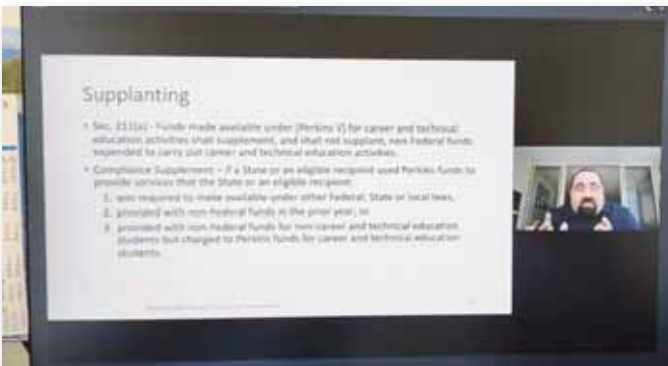 Supplanting
• Sec. 211(a) - Funds made available under [Perkins V] for career and technical
education activities shall supplement, and shall not supplant, non-Federal funds
expended to carry out career and technical education activities.
• Compliance Supplement – if a State or an eligible recipient used Perkins funds to
provide services that the State or an eligible recipient:
1. was required to make available under other Federal, State or local laws,
2. provided with non-Federal funds in the prior year, or
3. provided with non-Federal funds for non-career and technical education
students but charged to Perkins funds for career and technical education
students.